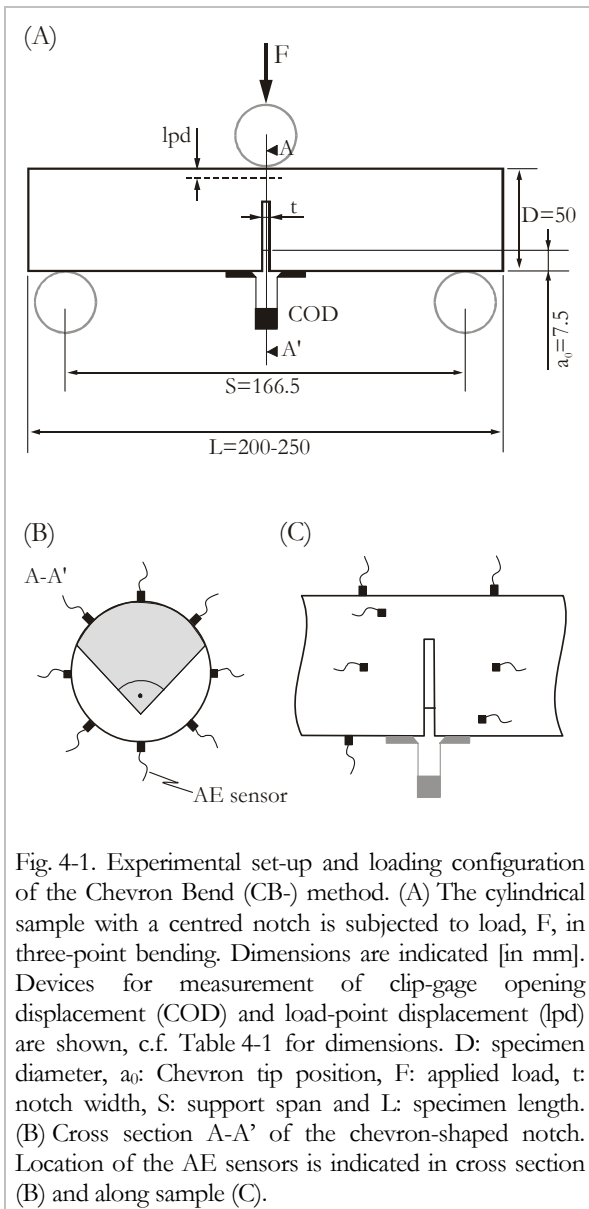 (A)
F
lpd
A
t
D=50
COD
a₀=7.5
A'
S=166.5
L=200-250
(B)
(C)
A-A'
AE sensor
Fig. 4-1. Experimental set-up and loading configuration
of the Chevron Bend (CB-) method. (A) The cylindrical
sample with a centred notch is subjected to load, F, in
three-point bending. Dimensions are indicated [in mm].
Devices for measurement of clip-gage opening
displacement (COD) and load-point displacement (lpd)
are shown, c.f. Table 4-1 for dimensions. D: specimen
diameter, a₀: Chevron tip position, F: applied load, t:
notch width, S: support span and L: specimen length.
(B) Cross section A-A' of the chevron-shaped notch.
Location of the AE sensors is indicated in cross section
(B) and along sample (C).